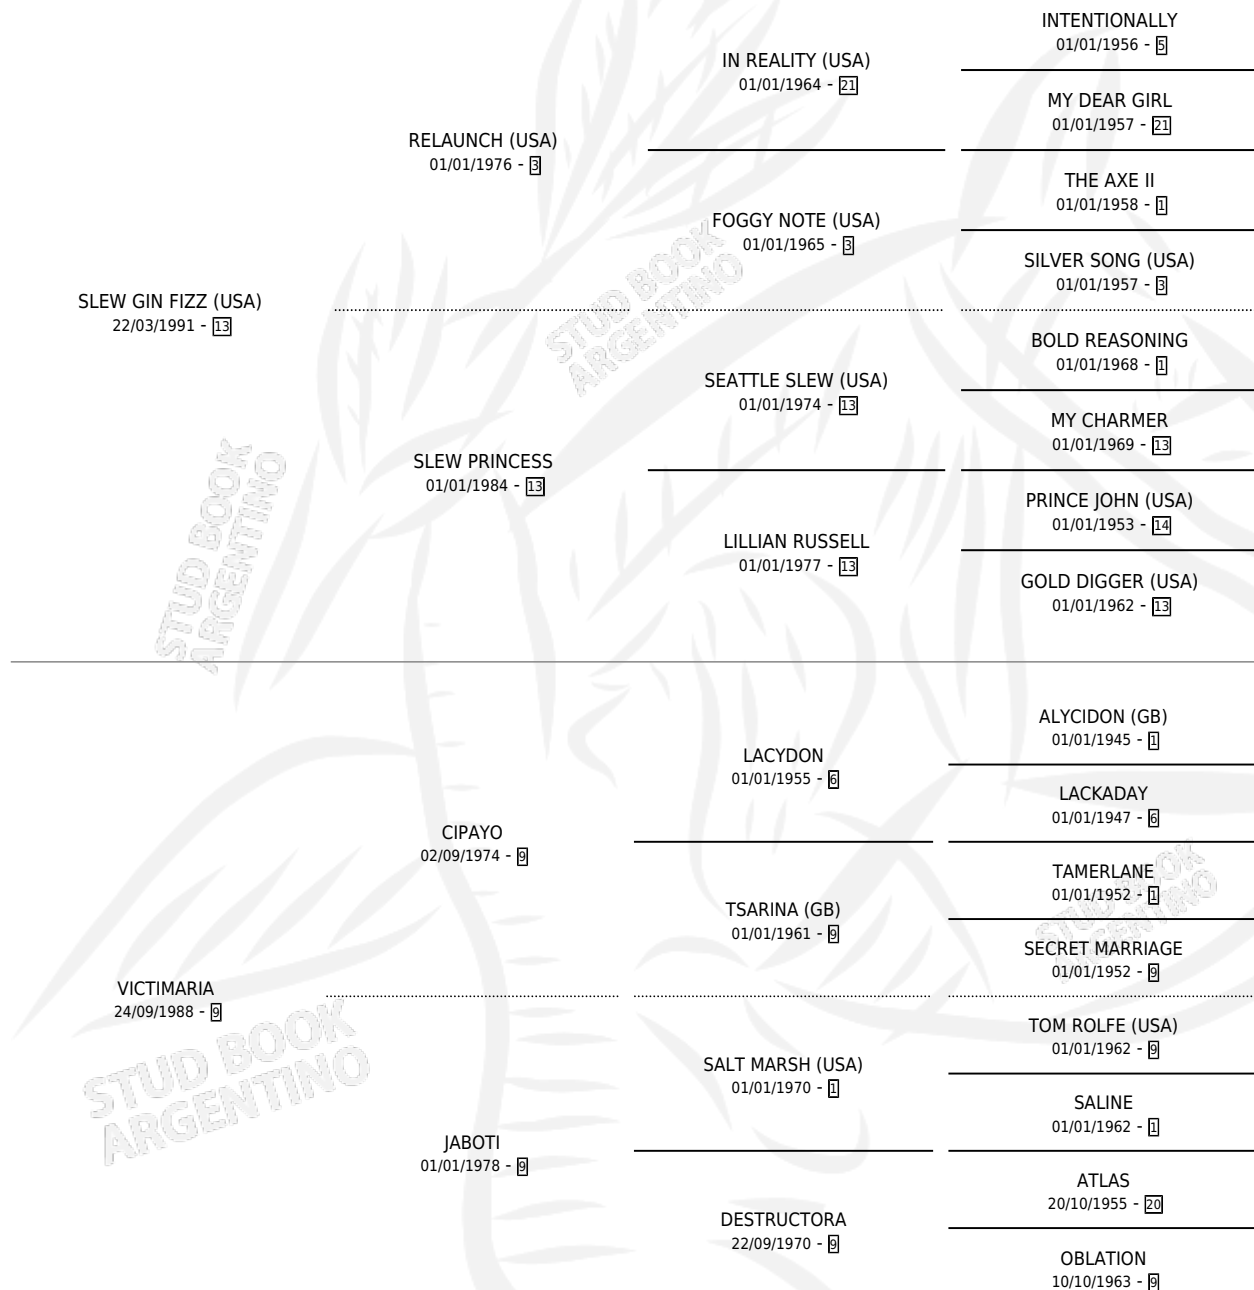 INTENTIONALLY
01/01/1956 - 5
IN REALITY (USA)
01/01/1964 - 21
MY DEAR GIRL
01/01/1957 - 21
RELAUNCH (USA)
01/01/1976 - 3
THE AXE II
01/01/1958 - 1
FOGGY NOTE (USA)
01/01/1965 - 3
SILVER SONG (USA)
01/01/1957 - 3
SLEW GIN FIZZ (USA)
22/03/1991 - 13
BOLD REASONING
01/01/1968 - 1
SEATTLE SLEW (USA)
01/01/1974 - 13
MY CHARMER
01/01/1969 - 13
SLEW PRINCESS
01/01/1984 - 13
PRINCE JOHN (USA)
01/01/1953 - 14
LILLIAN RUSSELL
01/01/1977 - 13
GOLD DIGGER (USA)
01/01/1962 - 13
ALYCIDON (GB)
01/01/1945 - 1
LACYDON
01/01/1955 - 6
LACKADAY
01/01/1947 - 6
CIPAYO
02/09/1974 - 9
TAMERLANE
01/01/1952 - 1
TSARINA (GB)
01/01/1961 - 9
SECRET MARRIAGE
01/01/1952 - 9
VICTIMARIA
24/09/1988 - 9
TOM ROLFE (USA)
01/01/1962 - 9
SALT MARSH (USA)
01/01/1970 - 1
SALINE
01/01/1962 - 1
JABOTI
01/01/1978 - 9
ATLAS
20/10/1955 - 20
DESTRUCTORA
22/09/1970 - 9
OBLATION
10/10/1963 - 9
STUD BOOK
ARGENTINO
STUD BOOK
ARGENTINO
STUD BOOK
ARGENTINO
STUD BOOK
ARGENTINO